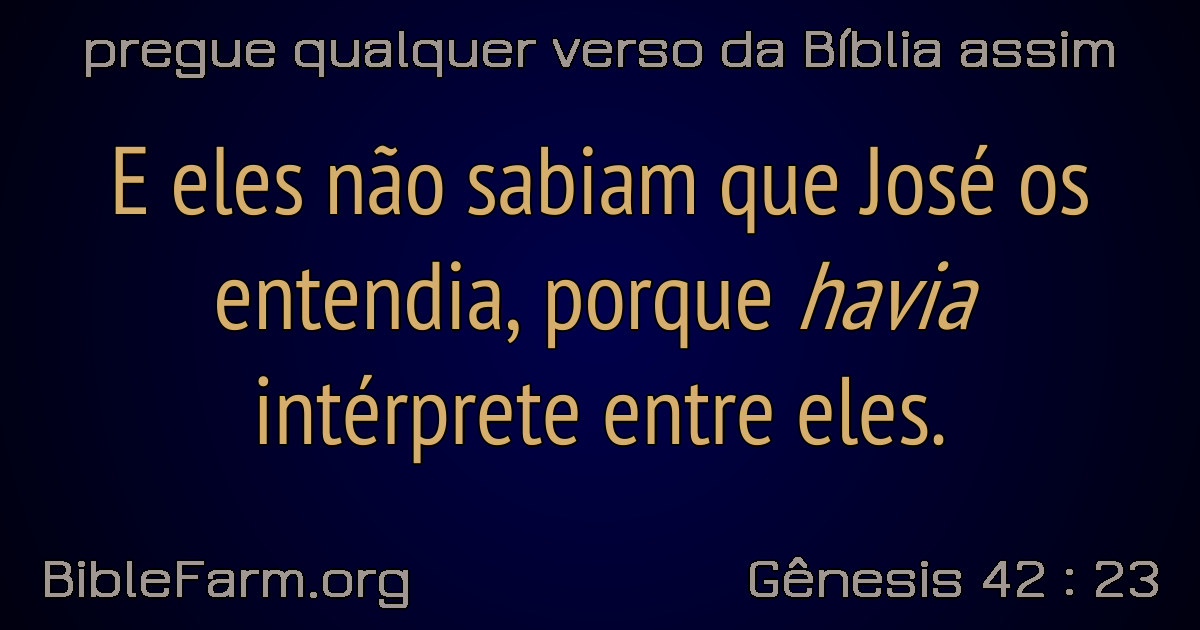 pregue qualquer verso da Bíblia assim
E eles não sabiam que José os
entendia, porque havia
intérprete entre eles.
BibleFarm.org
Gênesis 42 : 23